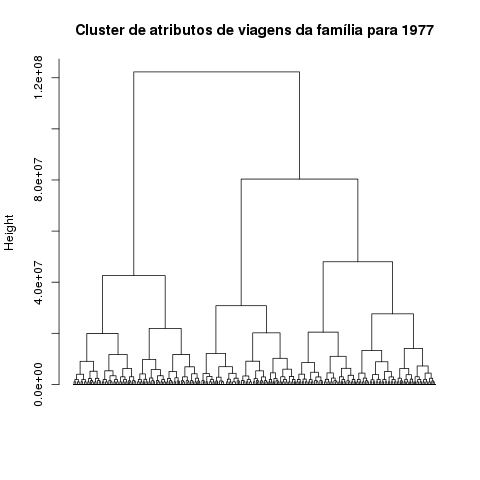 Cluster de atributos de viagens da família para 1977
Height
1.2e+08
8.0e+07
4.0e+07
0.0e+00